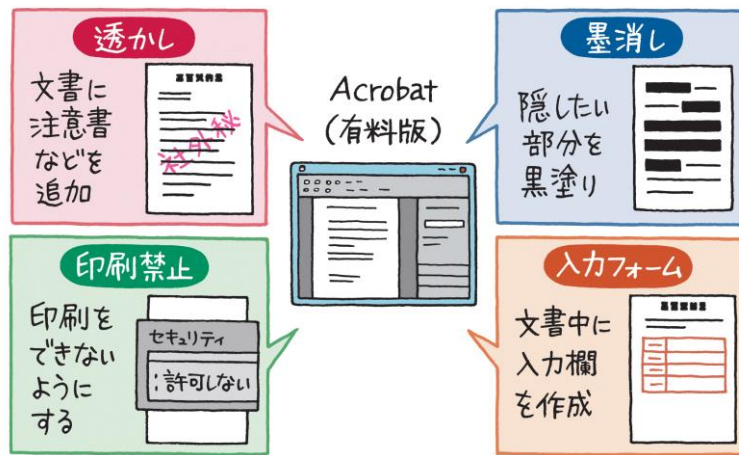 透かし
文書に
注意書
などを
追加
社外秘
Acrobat
(有料版)
墨消し
隠したい
部分を
黒塗り
印刷禁止
印刷を
できない
ように
する
セキュリティ
:許可しない
入力フォーム
文書中に
入力欄
を作成